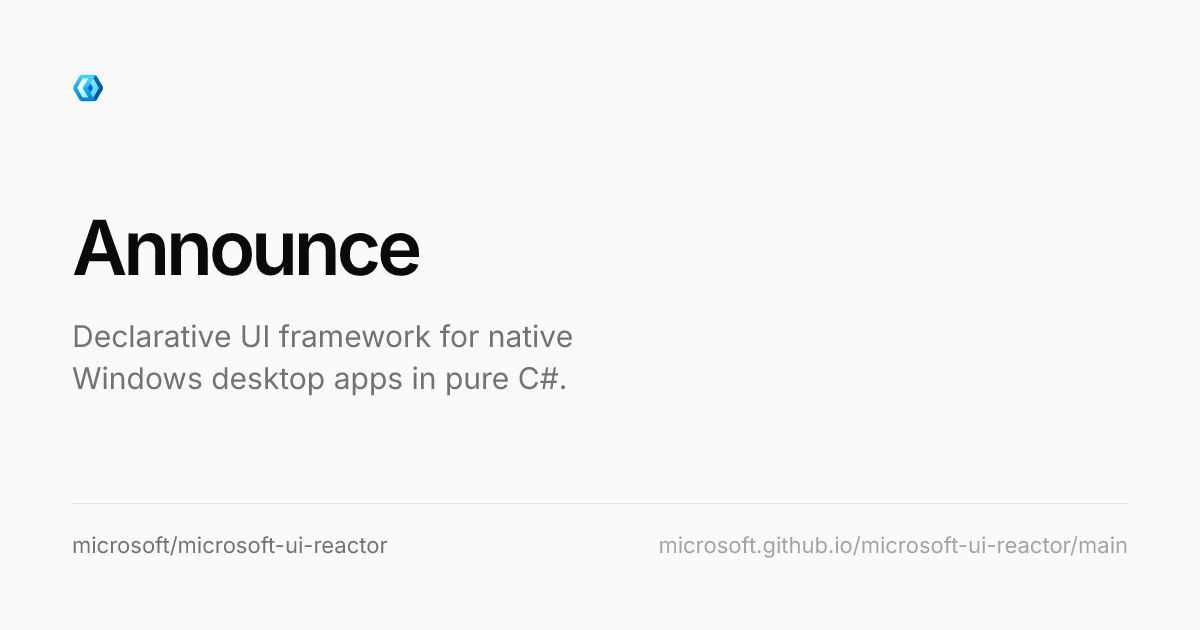 Announce
Declarative UI framework for native
Windows desktop apps in pure C#.
microsoft/microsoft-ui-reactor
microsoft.github.io/microsoft-ui-reactor/main